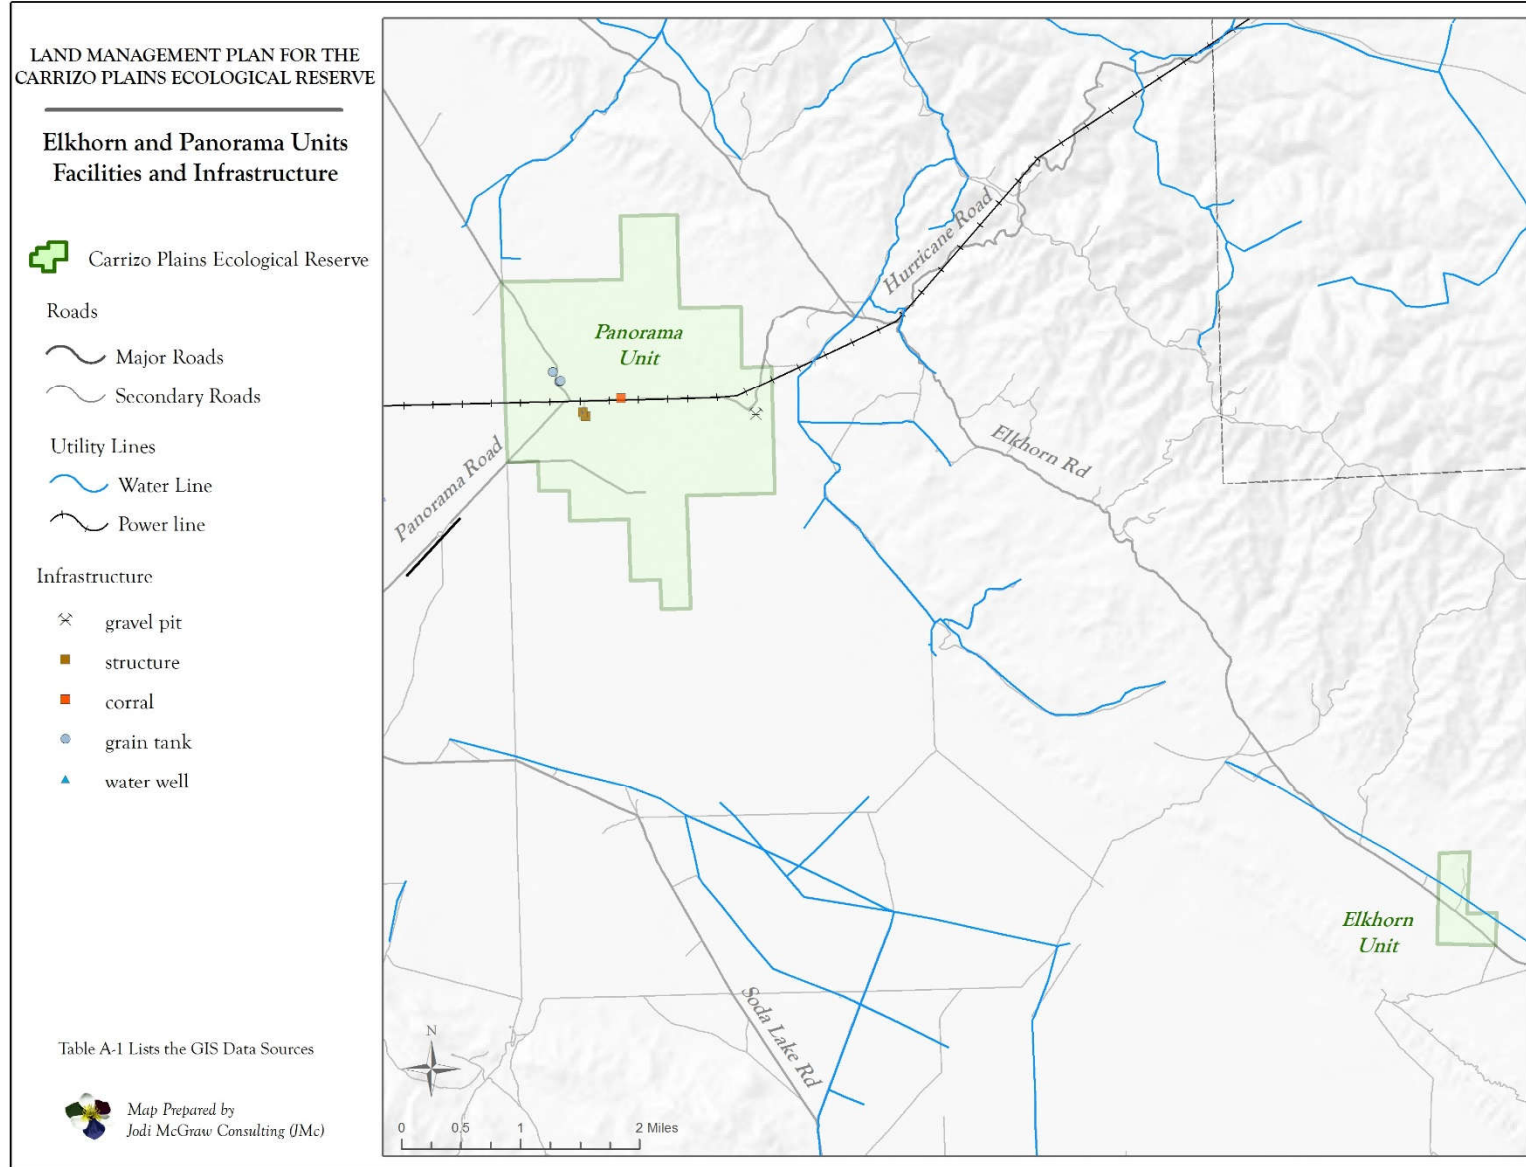 LAND MANAGEMENT PLAN FOR THE
CARRIZO PLAINS ECOLOGICAL RESERVE
Elkhorn and Panorama Units
Facilities and Infrastructure
Carrizo Plains Ecological Reserve
Roads
Major Roads
Secondary Roads
Utility Lines
Water Line
Power line
Infrastructure
gravel pit
structure
corral
grain tank
water well
Table A-1 Lists the GIS Data Sources
Map Prepared by
Jodi McGraw Consulting (JMc)
Hurricane Road
Panorama
Unit
Panorama Road
Elkhorn Rd
Elkhorn
Unit
Soda Lake Rd
N
0 0.5 1 2 Miles